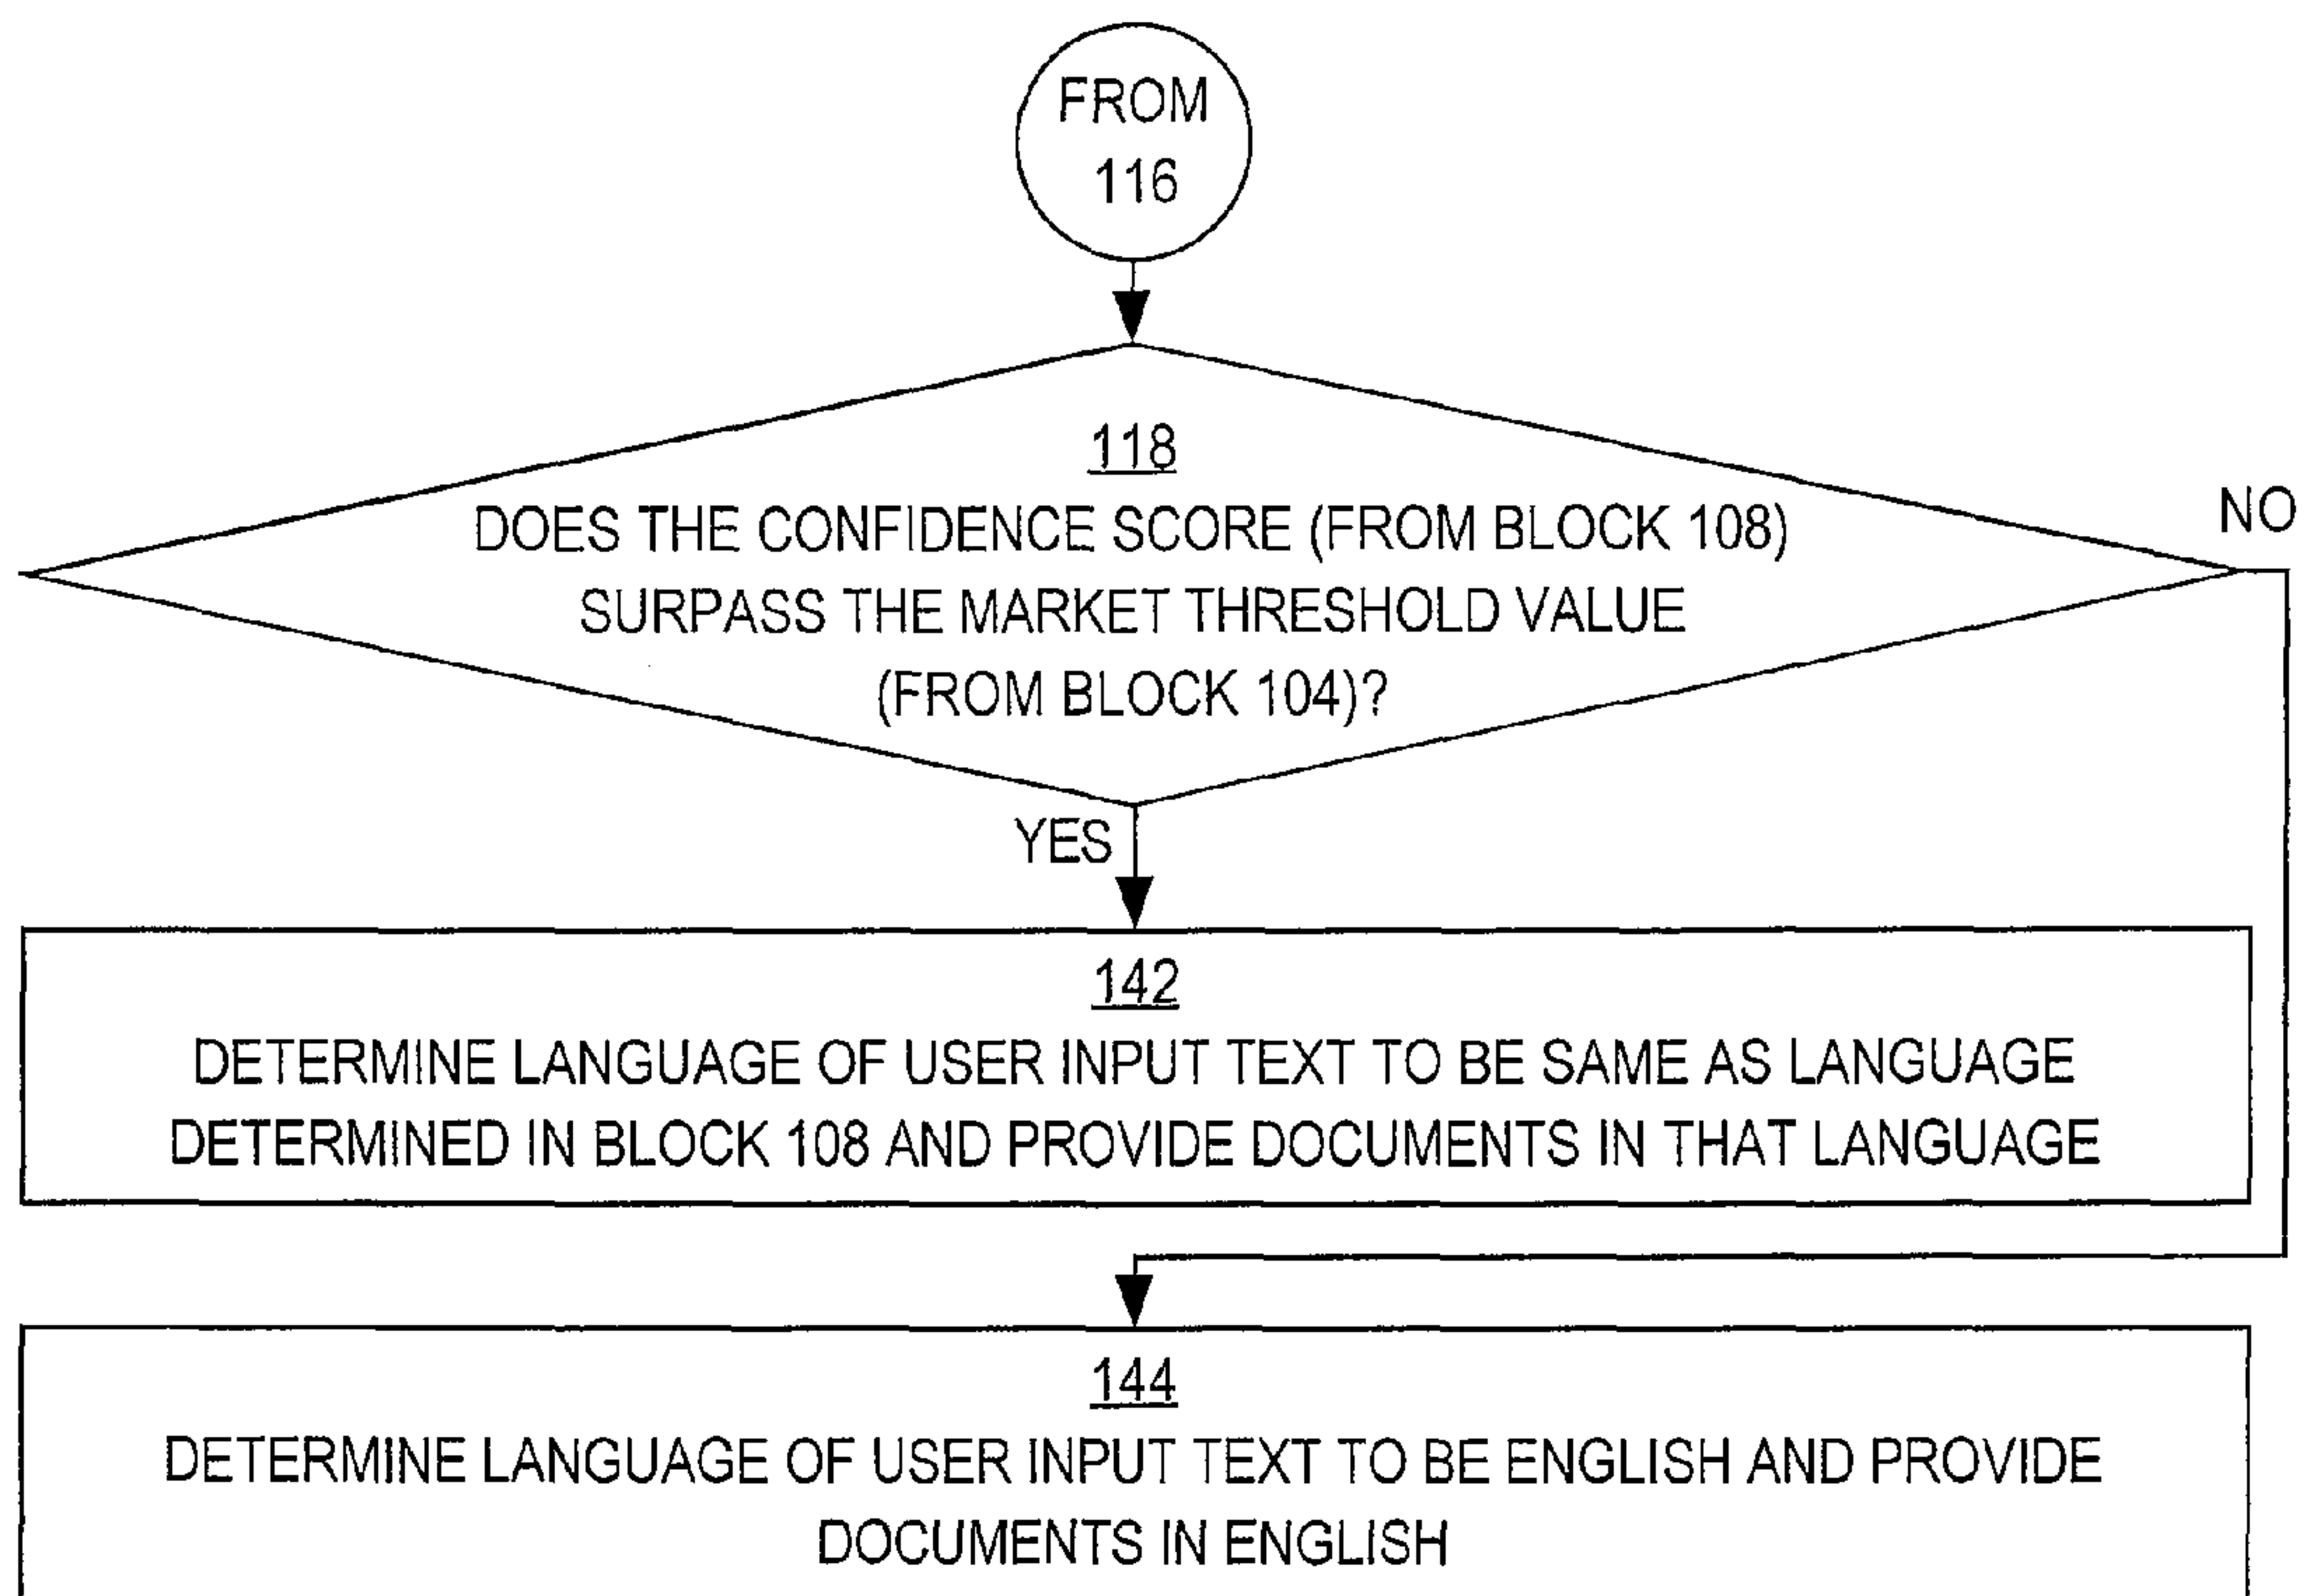 FROM
116
118
DOES THE CONFIDENCE SCORE (FROM BLOCK 108)
NO
SURPASS THE MARKET THRESHOLD VALUE
(FROM BLOCK 104)?
YES
142
DETERMINE LANGUAGE OF USER INPUT TEXT TO BE SAME AS LANGUAGE
DETERMINED IN BLOCK 108 AND PROVIDE DOCUMENTS IN THAT LANGUAGE
144
DETERMINE LANGUAGE OF USER INPUT TEXT TO BE ENGLISH AND PROVIDE
DOCUMENTS IN ENGLISH